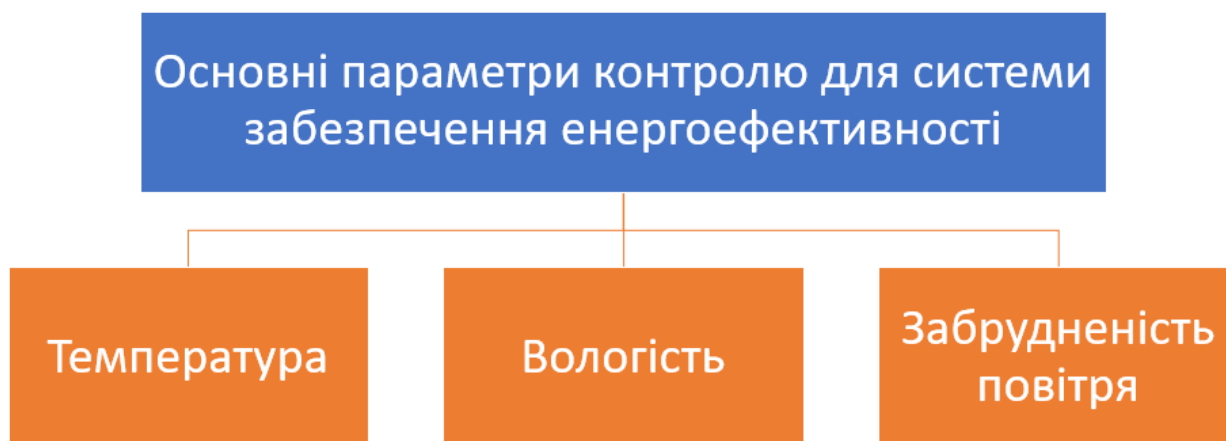 Основні параметри контролю для системи
забезпечення енергоефективності
Температура
Вологість
Забрудненість
повітря